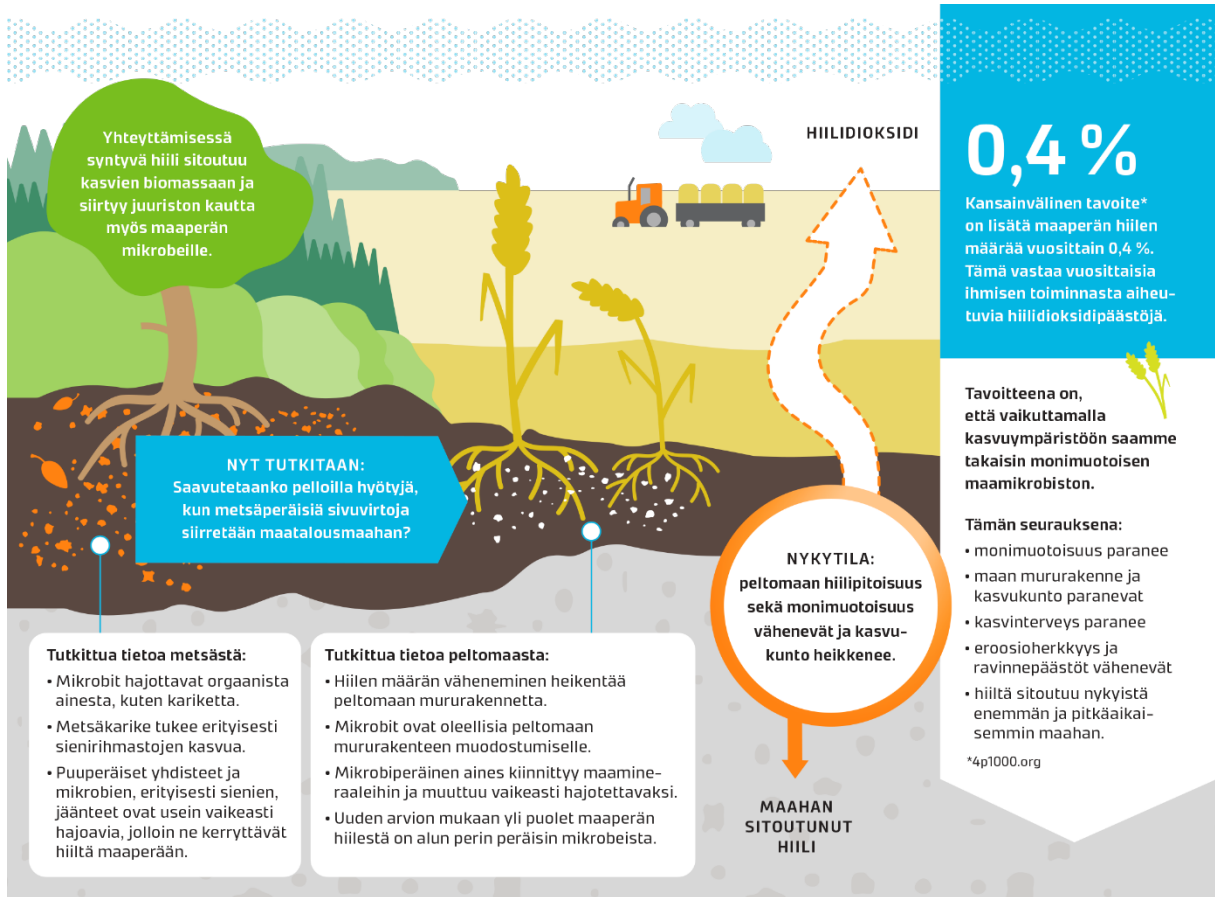 Yhteyttämisessä
syntyvä hiili sitoutuu
kasvien biomassaan ja
siirtyy juuriston kautta
myös maaperän
mikrobeille.
HIILIDIOKSIDI
0,4 %
Kansainvälinen tavoite*
on lisätä maaperän hiilen
määrää vuosittain 0,4 %.
Tämä vastaa vuosittaisia
ihmisen toiminnasta aiheu-
tuvia hiilidioksidipäästöjä.
Tavoitteena on,
että vaikuttamalla
kasvuympäristöön saamme
takaisin monimuotoisen
maamikrobiston.
Tämän seurauksena:
• monimuotoisuus paranee
• maan mururakenne ja
kasvukunto paranevat
• kasvinterveys paranee
• eroosioherkkyys ja
ravinnepäästöt vähenevät
• hiiltä sitoutuu nykyistä
enemmän ja pitkäaikai-
semmin maahan.
*4p1000.org
NYT TUTKITAAN:
Saavutetaanko pelloilla hyötyjä,
kun metsäperäisiä sivuvirtoja
siirretään maatalousmaahan?
NYKYTILA:
peltomaan hiilipitoisuus
sekä monimuotoisuus
vähenevät ja kasvu-
kunto heikkenee.
MAAHAN
SITOUTUNUT
HIILI
Tutkittua tietoa metsästä:
• Mikrobit hajottavat orgaanista
ainesta, kuten kariketta.
• Metsäkarike tukee erityisesti
sienirihmastojen kasvua.
• Puuperäiset yhdisteet ja
mikrobien, erityisesti sienien,
jäänteet ovat usein vaikeasti
hajoavia, jolloin ne kerryttävät
hiiltä maaperään.
Tutkittua tietoa peltomaasta:
• Hiilen määrän väheneminen heikentää
peltomaan mururakennetta.
• Mikrobit ovat oleellisia peltomaan
mururakenteen muodostumiselle.
• Mikrobiperäinen aines kiinnittyy maamine-
raaleihin ja muuttuu vaikeasti hajotettavaksi.
• Uuden arvion mukaan yli puolet maaperän
hiilestä on alun perin peräisin mikrobeista.